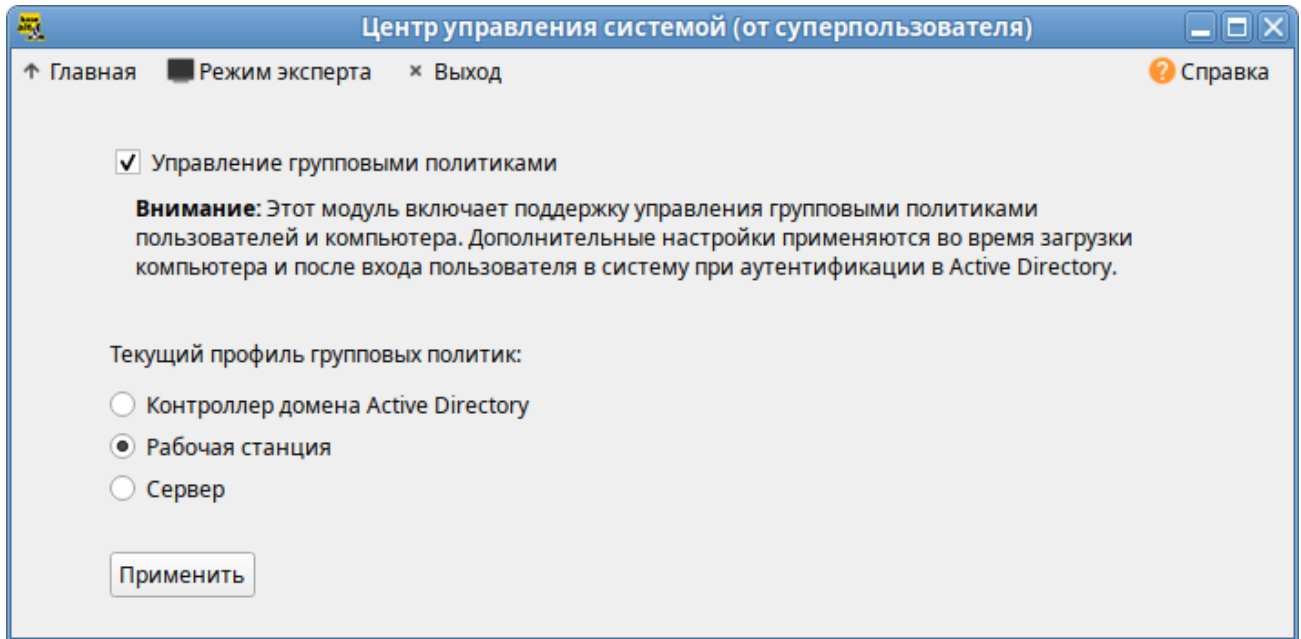 Центр управления системой (от суперпользователя)
Главная Режим эксперта Выход Справка
Управление групповыми политиками
Внимание: Этот модуль включает поддержку управления групповыми политиками
пользователей и компьютера. Дополнительные настройки применяются во время загрузки
компьютера и после входа пользователя в систему при аутентификации в Active Directory.
Текущий профиль групповых политик:
Контроллер домена Active Directory
Рабочая станция
Сервер
Применить